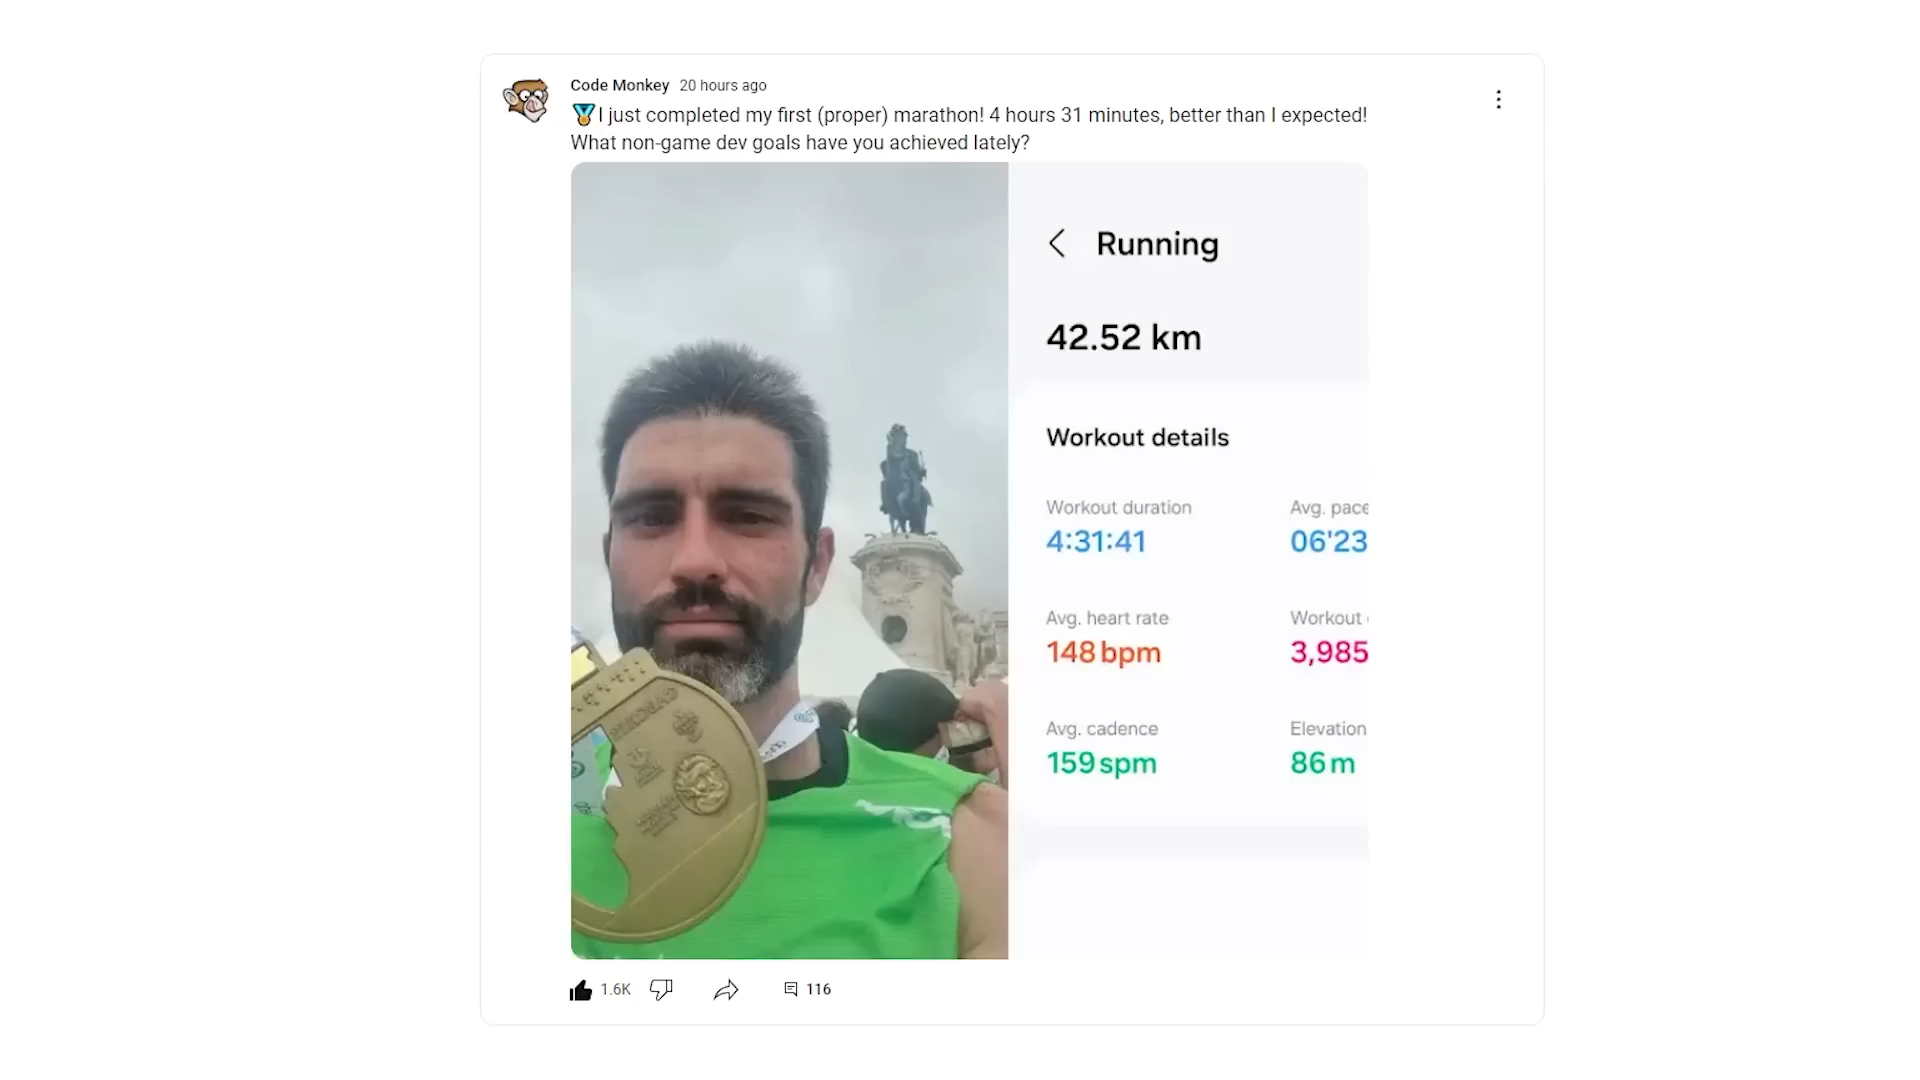 Code Monkey 20 hours ago
🏅I just completed my first (proper) marathon! 4 hours 31 minutes, better than I expected!
What non-game dev goals have you achieved lately?
Running
42.52 km
Workout details
Workout duration
Avg. pace
4:31:41
06'23
Avg. heart rate
Workout
148 bpm
3,985
Avg. cadence
Elevation
159 spm
86 m
1.6K
116